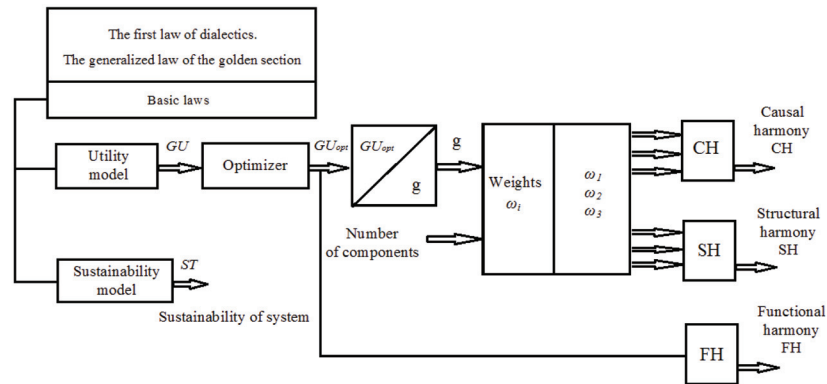 The first law of dialectics.
The generalized law of the golden section
Basic laws
Utility
model
GU
Optimizer
GUopt
GUopt
g
g
Number
of components
Weights
ωi
ω1
ω2
ω3
CH
Causal
harmony
CH
SH
Structural
harmony
SH
Sustainability
model
ST
Sustainability of system
FH
Functional
harmony
FH